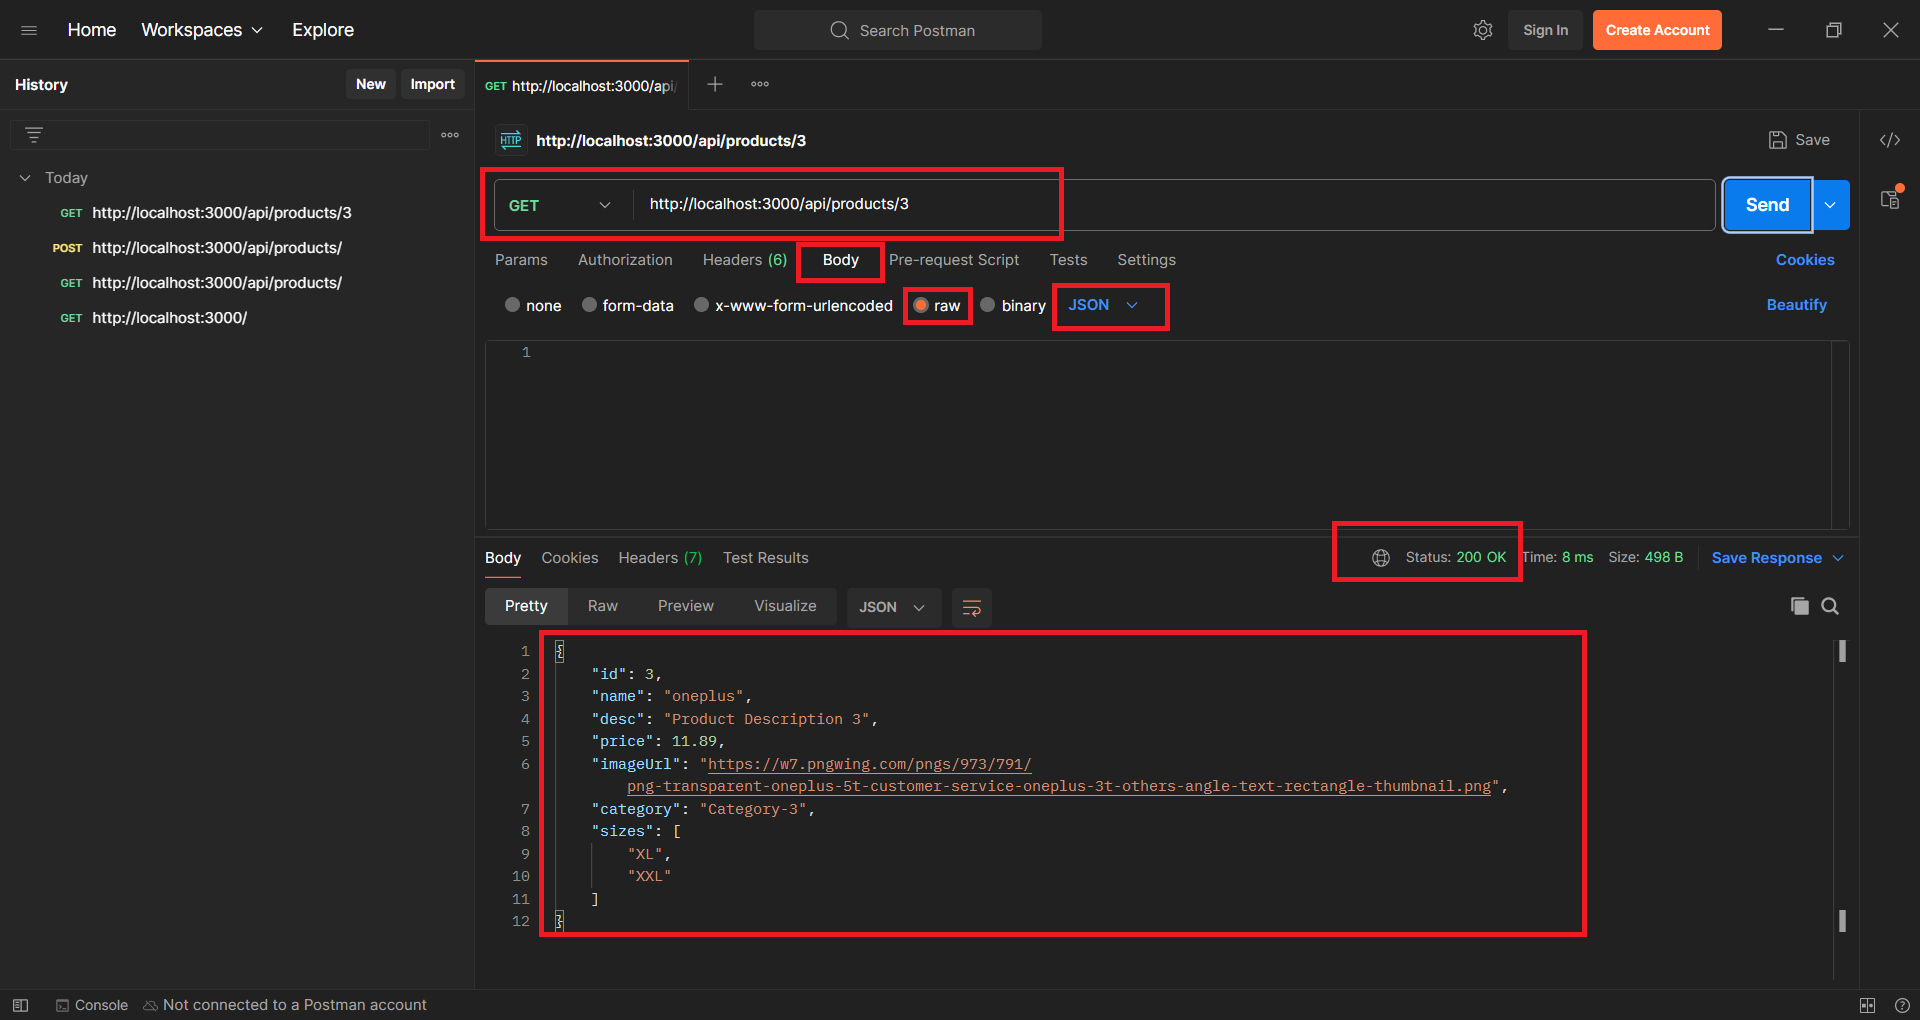 Home Workspaces Explore Search Postman Sign In Create Account
History New Import
GET http://localhost:3000/api/
HTTP http://localhost:3000/api/products/3 Save
Today
GET http://localhost:3000/api/products/3
POST http://localhost:3000/api/products/
GET http://localhost:3000/api/products/
GET http://localhost:3000/
GET http://localhost:3000/api/products/3 Send
Params Authorization Headers (6) Body Pre-request Script Tests Settings Cookies
none form-data x-www-form-urlencoded raw binary JSON Beautify
1
Body Cookies Headers (7) Test Results Status: 200 OK Time: 8 ms Size: 498 B Save Response
Pretty Raw Preview Visualize JSON
1 {
2 "id": 3,
3 "name": "oneplus",
4 "desc": "Product Description 3",
5 "price": 11.89,
6 "imageUrl": "https://w7.pngwing.com/pngs/973/791/
png-transparent-oneplus-5t-customer-service-oneplus-3t-others-angle-text-rectangle-thumbnail.png",
7 "category": "Category-3",
8 "sizes": [
9 "XL",
10 "XXL"
11 ]
12 }
Console Not connected to a Postman account